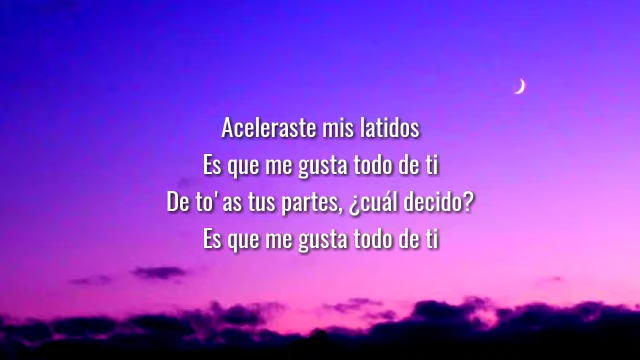 Aceleraste mis latidos
Es que me gusta todo de ti
De to'as tus partes, ¿cuál decido?
Es que me gusta todo de ti